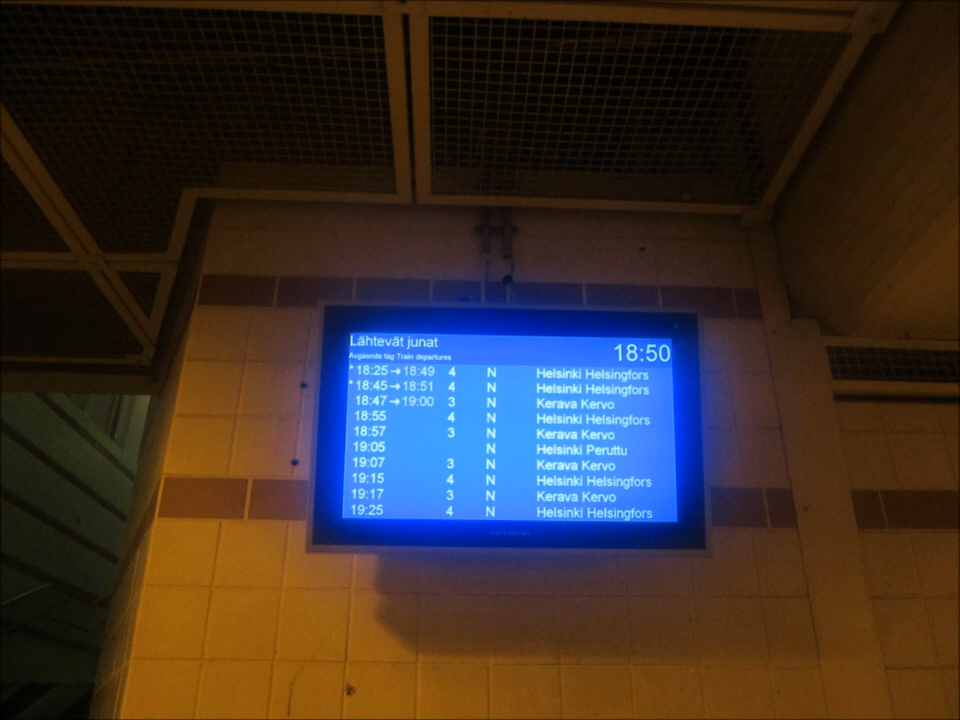 Lähtevät junat 18:50
Avgående tåg Train departures
* 18:25 → 18:49 4 N Helsinki Helsingfors
* 18:45 → 18:51 4 N Helsinki Helsingfors
18:47 → 19:00 3 N Kerava Kervo
18:55 4 N Helsinki Helsingfors
18:57 3 N Kerava Kervo
19:05 N Helsinki Peruttu
19:07 3 N Kerava Kervo
19:15 4 N Helsinki Helsingfors
19:17 3 N Kerava Kervo
19:25 4 N Helsinki Helsingfors